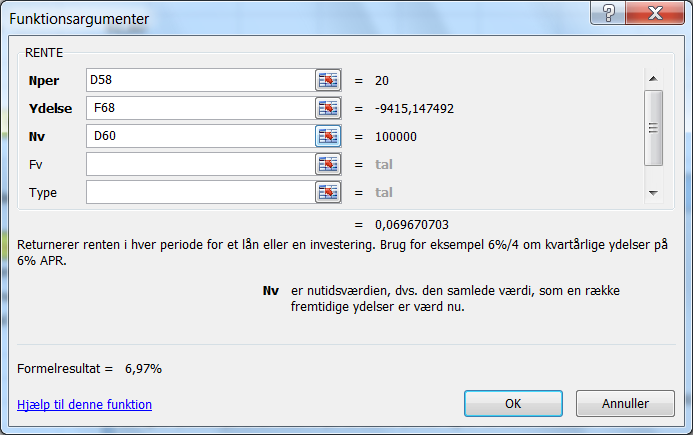 Funktionsargumenter
RENTE
Nper D58 = 20
Ydelse F68 = -9415,147492
Nv D60 = 100000
Fv = tal
Type = tal
= 0,069670703
Returnerer renten i hver periode for et lån eller en investering. Brug for eksempel 6%/4 om kvartårlige ydelser på
6% APR.
Nv er nutidsværdien, dvs. den samlede værdi, som en række
fremtidige ydelser er værd nu.
Formelresultat = 6,97%
Hjælp til denne funktion
OK
Annuller